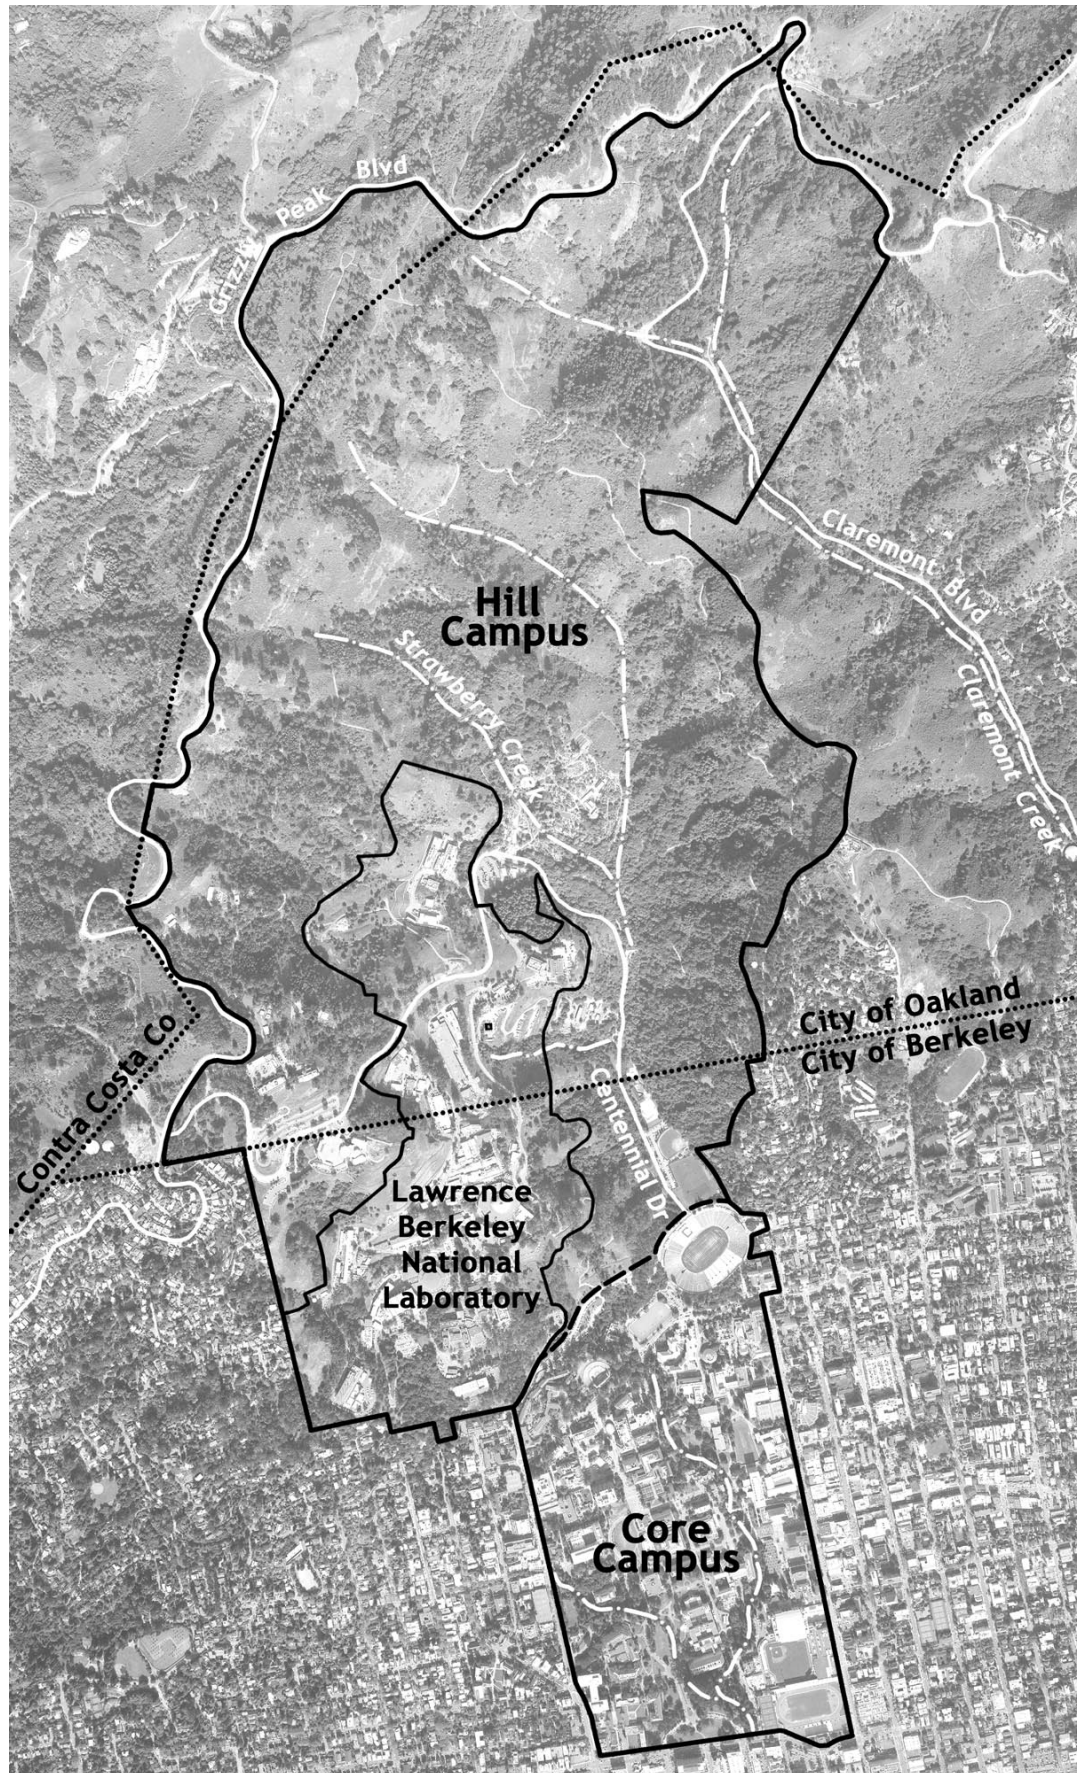 Grizzly Peak Blvd
Hill
Campus
Strawberry Creek
Claremont Blvd
Claremont Creek
City of Oakland
City of Berkeley
Contra Costa Co
Centennial Dr
Lawrence
Berkeley
National
Laboratory
Core
Campus